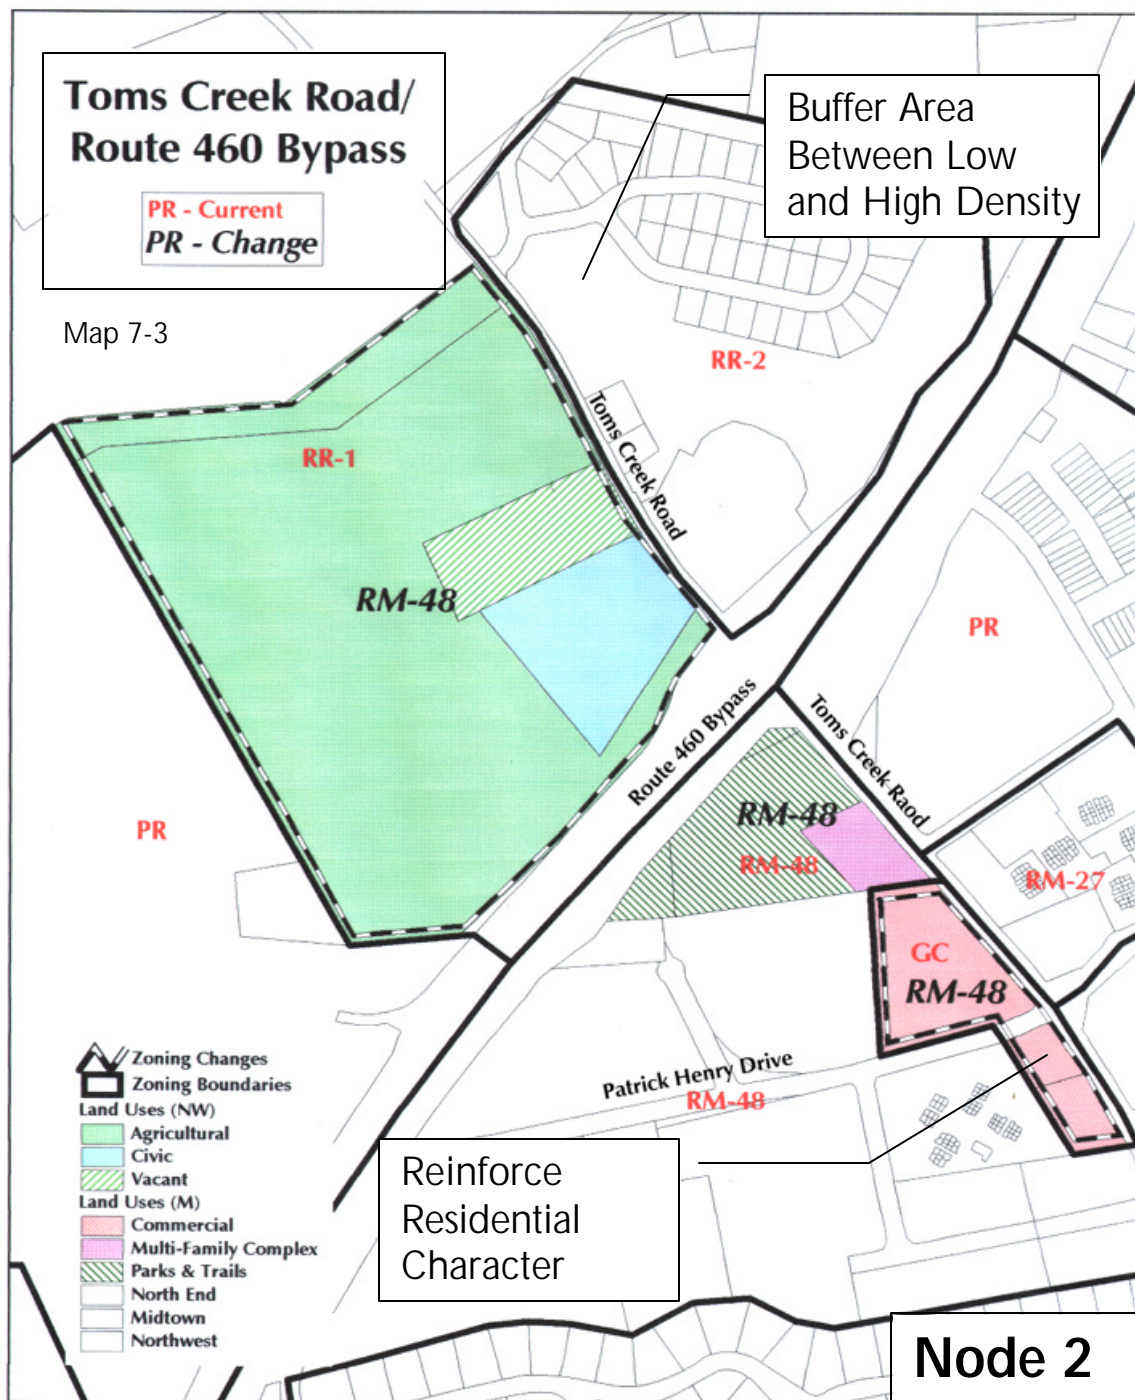 Toms Creek Road/
Route 460 Bypass
PR - Current
PR - Change
Buffer Area
Between Low
and High Density
Map 7-3
RR-2
RR-1
Toms Creek Road
RM-48
PR
Route 460 Bypass
Toms Creek Raod
PR
RM-48
RM-48
RM-27
GC
RM-48
Zoning Changes
Zoning Boundaries
Land Uses (NW)
Agricultural
Civic
Vacant
Land Uses (M)
Commercial
Multi-Family Complex
Parks & Trails
North End
Midtown
Northwest
Patrick Henry Drive
RM-48
Reinforce
Residential
Character
Node 2